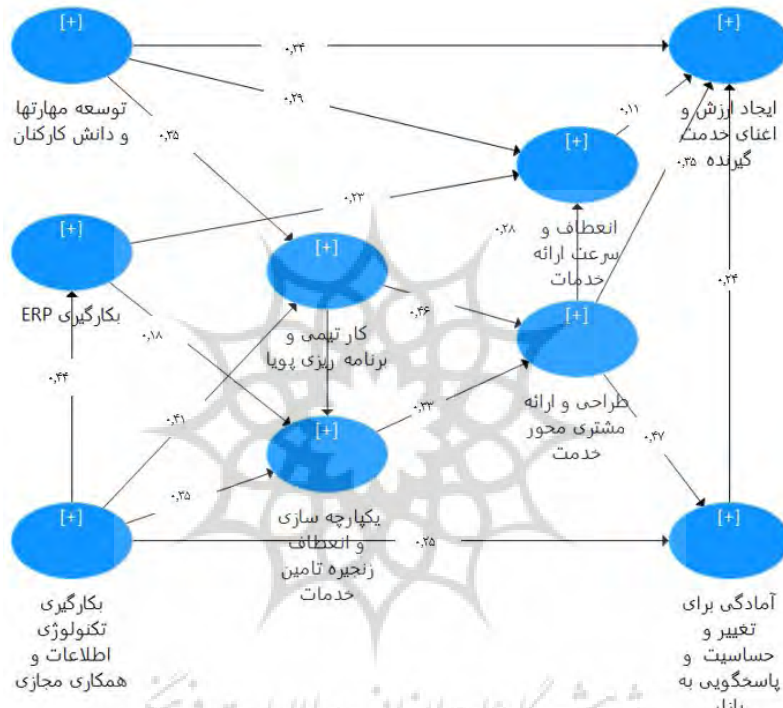 [+]
توسعه مهارتها
و دانش کارکنان
[+]
ایجاد ارزش و
اغنای خدمت
گیرنده
۰,۲۴
۰,۲۹
۰,۳۵
[+]
انعطاف و
سرعت ارائه
خدمات
۰,۱۱
۰,۳۵
[+]
بکارگیری ERP
۰,۲۳
۰,۱۸
[+]
کار تیمی و
برنامه ریزی پویا
۰,۴۶
۰,۲۸
[+]
طراحی و ارائه
مشتری محور
خدمت
۰,۲۴
۰,۴۴
۰,۴۱
۰,۳۳
۰,۴۷
[+]
یکپارچه سازی
و انعطاف
زنجیره تامین
خدمات
۰,۳۵
۰,۲۵
[+]
بکارگیری
تکنولوژی
اطلاعات و
همکاری مجازی
[+]
آمادگی برای
تغییر و
حساسیت و
پاسخگویی به